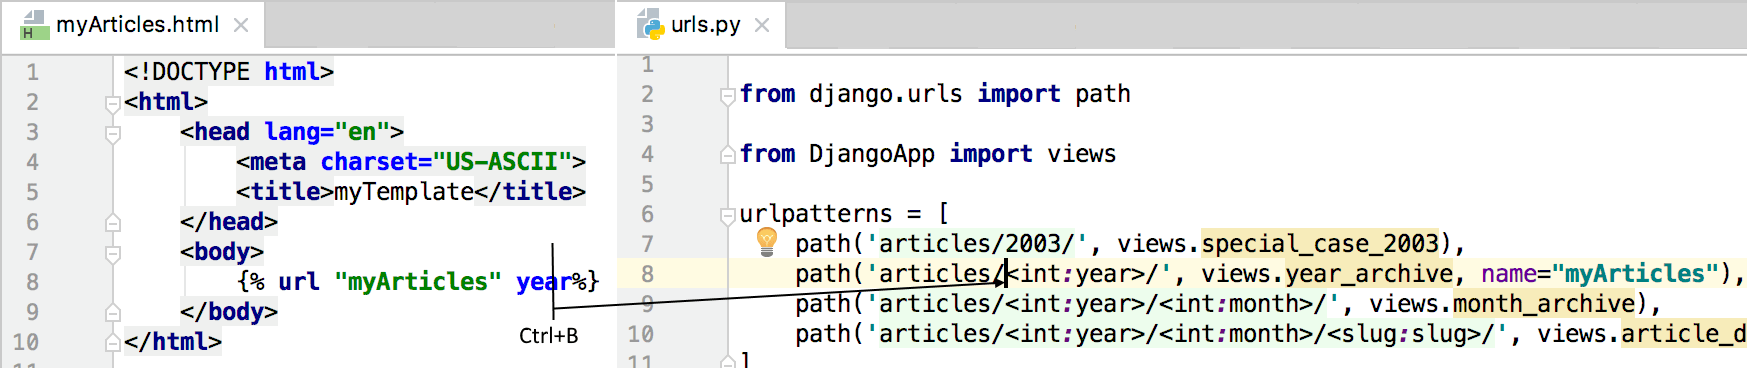 myArticles.html
1 <!DOCTYPE html>
2 <html>
3 <head lang="en">
4 <meta charset="US-ASCII">
5 <title>myTemplate</title>
6 </head>
7 <body>
8 {% url "myArticles" year%}
9 </body>
10 </html>
11
Ctrl+B
urls.py
1
2 from django.urls import path
3
4 from DjangoApp import views
5
6 urlpatterns = [
7 path('articles/2003/', views.special_case_2003),
8 path('articles/<int:year>/', views.year_archive, name="myArticles"),
9 path('articles/<int:year>/<int:month>/', views.month_archive),
10 path('articles/<int:year>/<int:month>/<slug:slug>/', views.article_d
11 ]
H